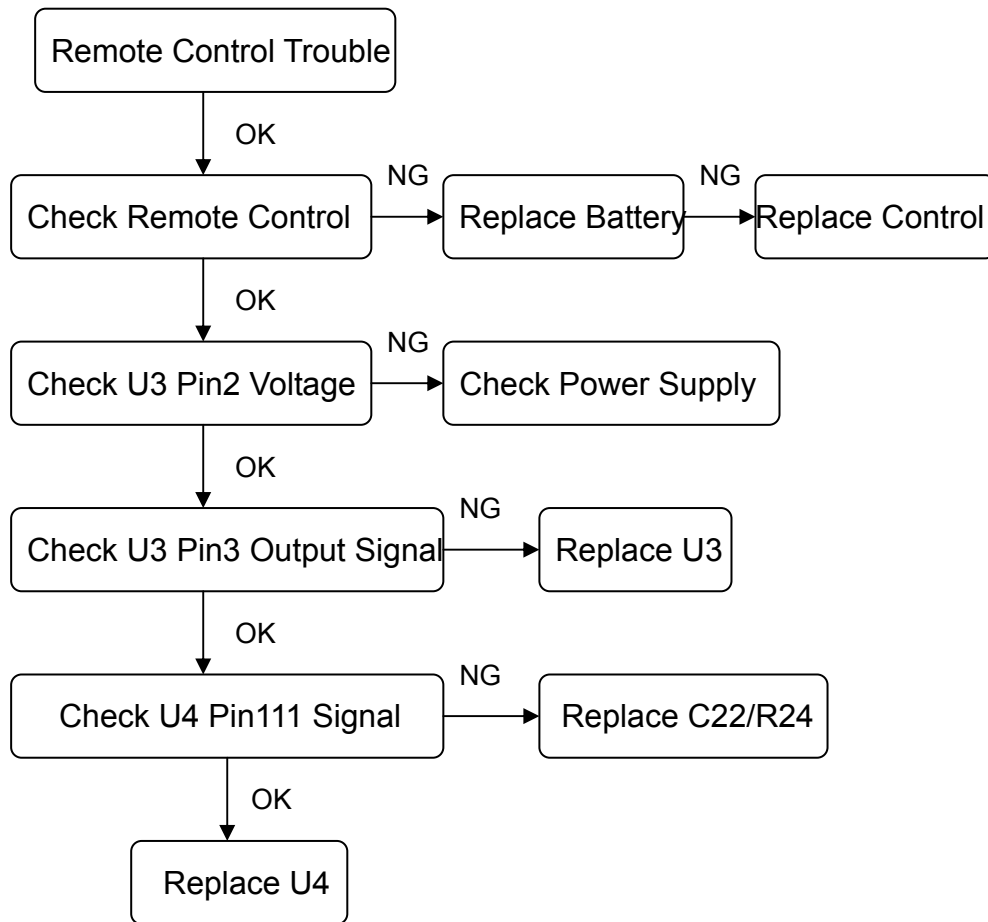 Remote Control Trouble
OK
Check Remote Control
NG
Replace Battery
NG
Replace Control
OK
Check U3 Pin2 Voltage
NG
Check Power Supply
OK
Check U3 Pin3 Output Signal
NG
Replace U3
OK
Check U4 Pin111 Signal
NG
Replace C22/R24
OK
Replace U4